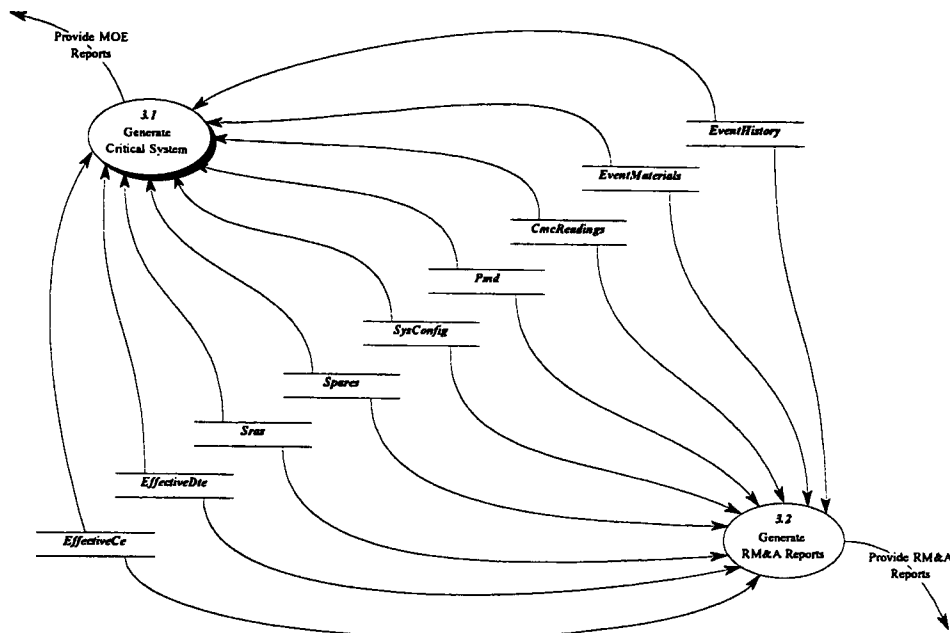 Provide MOE
Reports
3.1
Generate
Critical System
EventHistory
EventMaterials
CmcReadings
Pmd
SysConfig
Spares
Sras
EffectiveDte
EffectiveCe
3.2
Generate
RM&A Reports
Provide RM&A
Reports